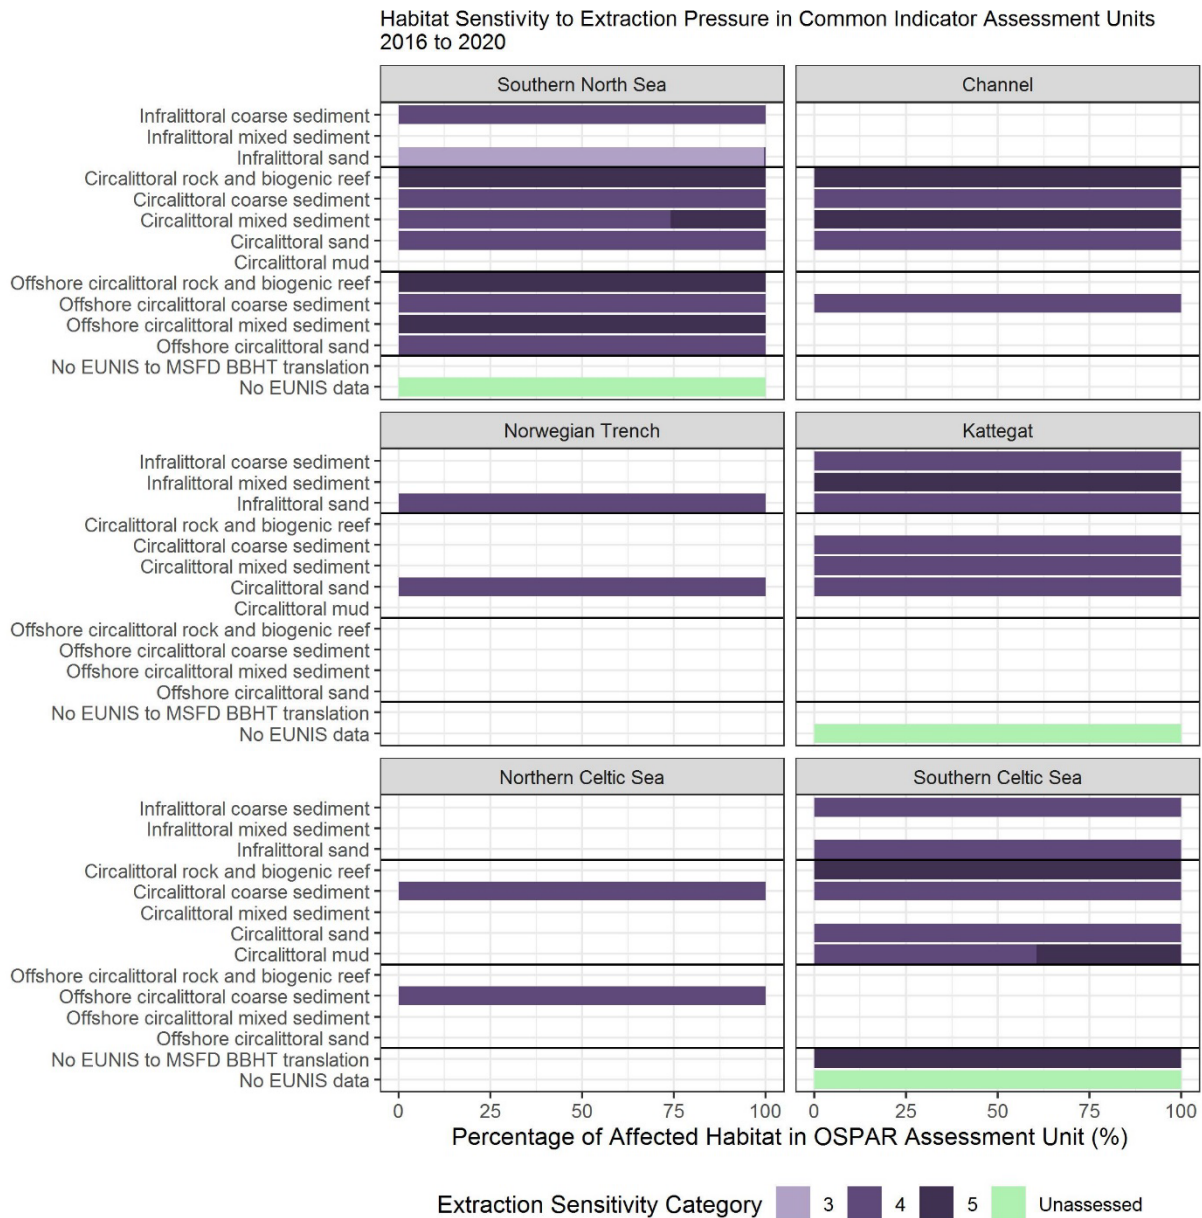 Habitat Senstivity to Extraction Pressure in Common Indicator Assessment Units
2016 to 2020
Southern North Sea
Channel
Infralittoral coarse sediment
Infralittoral mixed sediment
Infralittoral sand
Circalittoral rock and biogenic reef
Circalittoral coarse sediment
Circalittoral mixed sediment
Circalittoral sand
Circalittoral mud
Offshore circalittoral rock and biogenic reef
Offshore circalittoral coarse sediment
Offshore circalittoral mixed sediment
Offshore circalittoral sand
No EUNIS to MSFD BBHT translation
No EUNIS data
Norwegian Trench
Kattegat
Infralittoral coarse sediment
Infralittoral mixed sediment
Infralittoral sand
Circalittoral rock and biogenic reef
Circalittoral coarse sediment
Circalittoral mixed sediment
Circalittoral sand
Circalittoral mud
Offshore circalittoral rock and biogenic reef
Offshore circalittoral coarse sediment
Offshore circalittoral mixed sediment
Offshore circalittoral sand
No EUNIS to MSFD BBHT translation
No EUNIS data
Northern Celtic Sea
Southern Celtic Sea
Infralittoral coarse sediment
Infralittoral mixed sediment
Infralittoral sand
Circalittoral rock and biogenic reef
Circalittoral coarse sediment
Circalittoral mixed sediment
Circalittoral sand
Circalittoral mud
Offshore circalittoral rock and biogenic reef
Offshore circalittoral coarse sediment
Offshore circalittoral mixed sediment
Offshore circalittoral sand
No EUNIS to MSFD BBHT translation
No EUNIS data
0 25 50 75 100
0 25 50 75 100
Percentage of Affected Habitat in OSPAR Assessment Unit (%)
Extraction Sensitivity Category 3 4 5 Unassessed